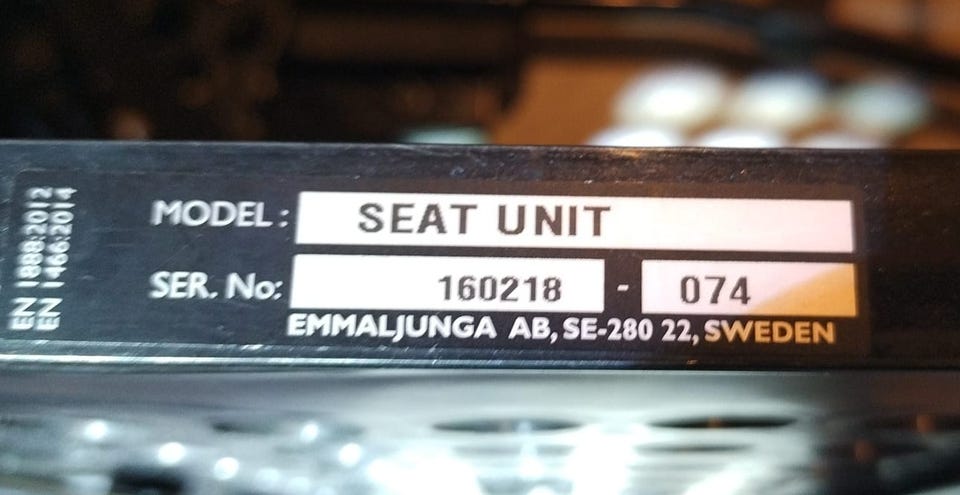 EN 1888:2012
EN 1466:2014
MODEL: SEAT UNIT
SER. No: 160218 - 074
EMMALJUNGA AB, SE-280 22, SWEDEN